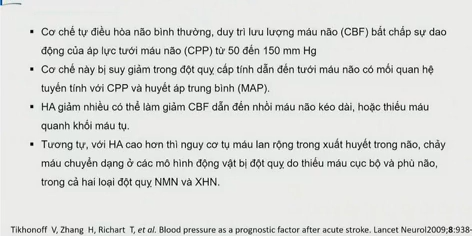 ▪ Cơ chế tự điều hòa não bình thường, duy trì lưu lượng máu não (CBF) bất chấp sự dao
động của áp lực tưới máu não (CPP) từ 50 đến 150 mm Hg
▪ Cơ chế này bị suy giảm trong đột quỵ cấp tính dẫn đến tưới máu não có mối quan hệ
tuyến tính với CPP và huyết áp trung bình (MAP).
▪ HA giảm nhiều có thể làm giảm CBF dẫn đến nhồi máu não kéo dài, hoặc thiếu máu
quanh khối máu tụ.
▪ Tương tự, với HA cao hơn thì nguy cơ tụ máu lan rộng trong xuất huyết trong não, chảy
máu chuyển dạng ở các mô hình động vật bị đột quỵ do thiếu máu cục bộ và phù não,
trong cả hai loại đột quỵ NMN và XHN.
Tikhonoff V, Zhang H, Richart T, et al. Blood pressure as a prognostic factor after acute stroke. Lancet Neurol2009;8:938-